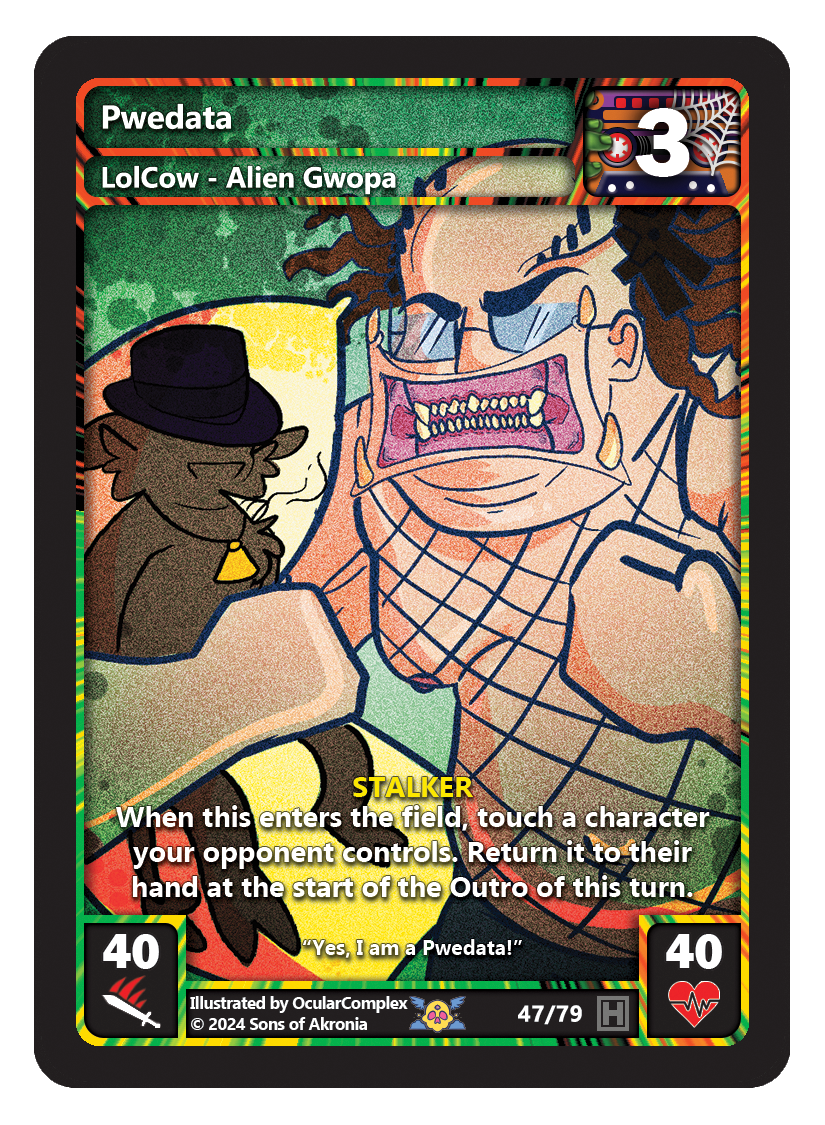 Pwedata
3
LolCow - Alien Gwopa
STALKER
When this enters the field, touch a character
your opponent controls. Return it to their
hand at the start of the Outro of this turn.
40
“Yes, I am a Pwedata!”
40
Illustrated by OcularComplex
© 2024 Sons of Akronia
47/79
H